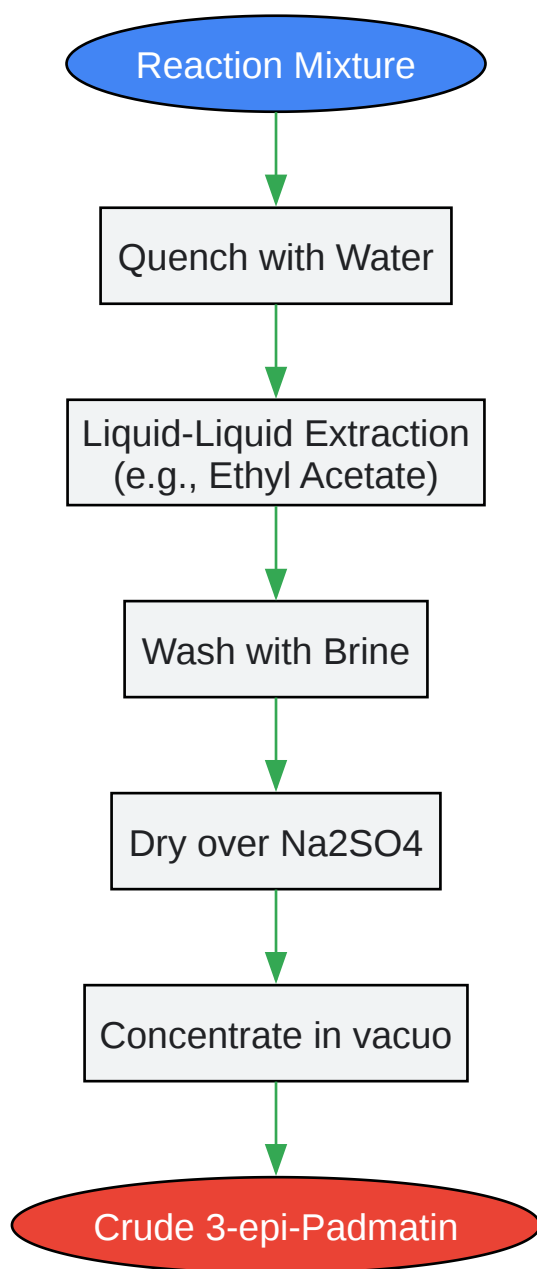 Reaction Mixture
Quench with Water
Liquid-Liquid Extraction
(e.g., Ethyl Acetate)
Wash with Brine
Dry over Na2SO4
Concentrate in vacuo
Crude 3-epi-Padmatin